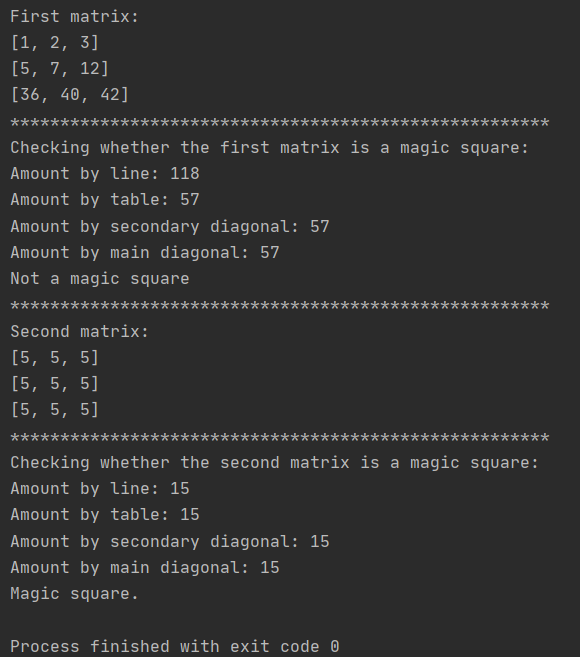 First matrix:
[1, 2, 3]
[5, 7, 12]
[36, 40, 42]
******************************************************
Checking whether the first matrix is a magic square:
Amount by line: 118
Amount by table: 57
Amount by secondary diagonal: 57
Amount by main diagonal: 57
Not a magic square
******************************************************
Second matrix:
[5, 5, 5]
[5, 5, 5]
[5, 5, 5]
******************************************************
Checking whether the second matrix is a magic square:
Amount by line: 15
Amount by table: 15
Amount by secondary diagonal: 15
Amount by main diagonal: 15
Magic square.
Process finished with exit code 0